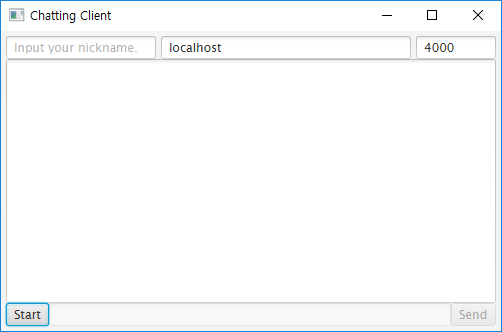 Chatting Client
Input your nickname. localhost 4000
Start Send